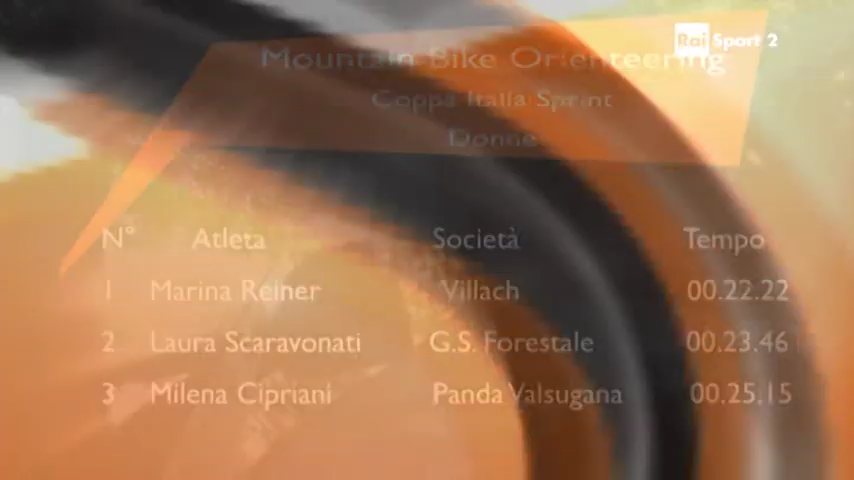 Rai Sport 2
Mountain Bike Orienteering
Coppa Italia Sprint
Donne
N° Atleta Società Tempo
1 Marina Reiner Villach 00.22.22
2 Laura Scaravonati G.S. Forestale 00.23.46
3 Milena Cipriani Panda Valsugana 00.25.15